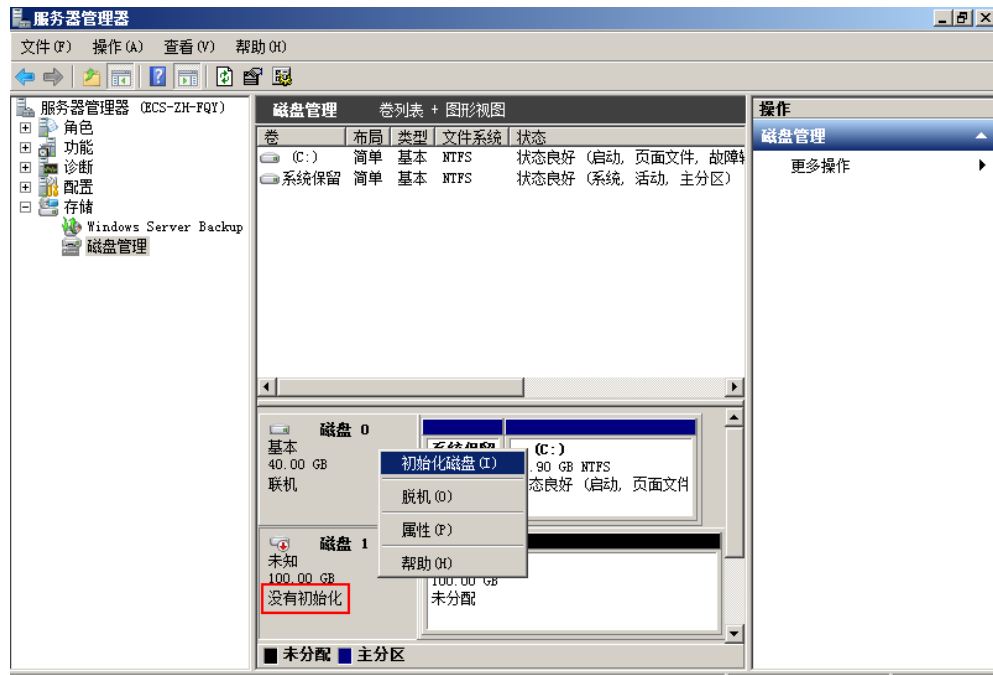 服务器管理器
文件(F) 操作(A) 查看(V) 帮助(H)
服务器管理器 (ECS-ZH-FQY)
角色
功能
诊断
配置
存储
Windows Server Backup
磁盘管理
磁盘管理 卷列表 + 图形视图
卷 布局 类型 文件系统 状态
(C:) 简单 基本 NTFS 状态良好 (启动, 页面文件, 故障转
系统保留 简单 基本 NTFS 状态良好 (系统, 活动, 主分区)
操作
磁盘管理
更多操作
磁盘 0
基本
40.00 GB
联机
系统保留
(C:)
.90 GB NTFS
态良好 (启动, 页面文件
初始化磁盘(I)
脱机(O)
属性(P)
帮助(H)
磁盘 1
未知
100.00 GB
没有初始化
100.00 GB
未分配
未分配 主分区